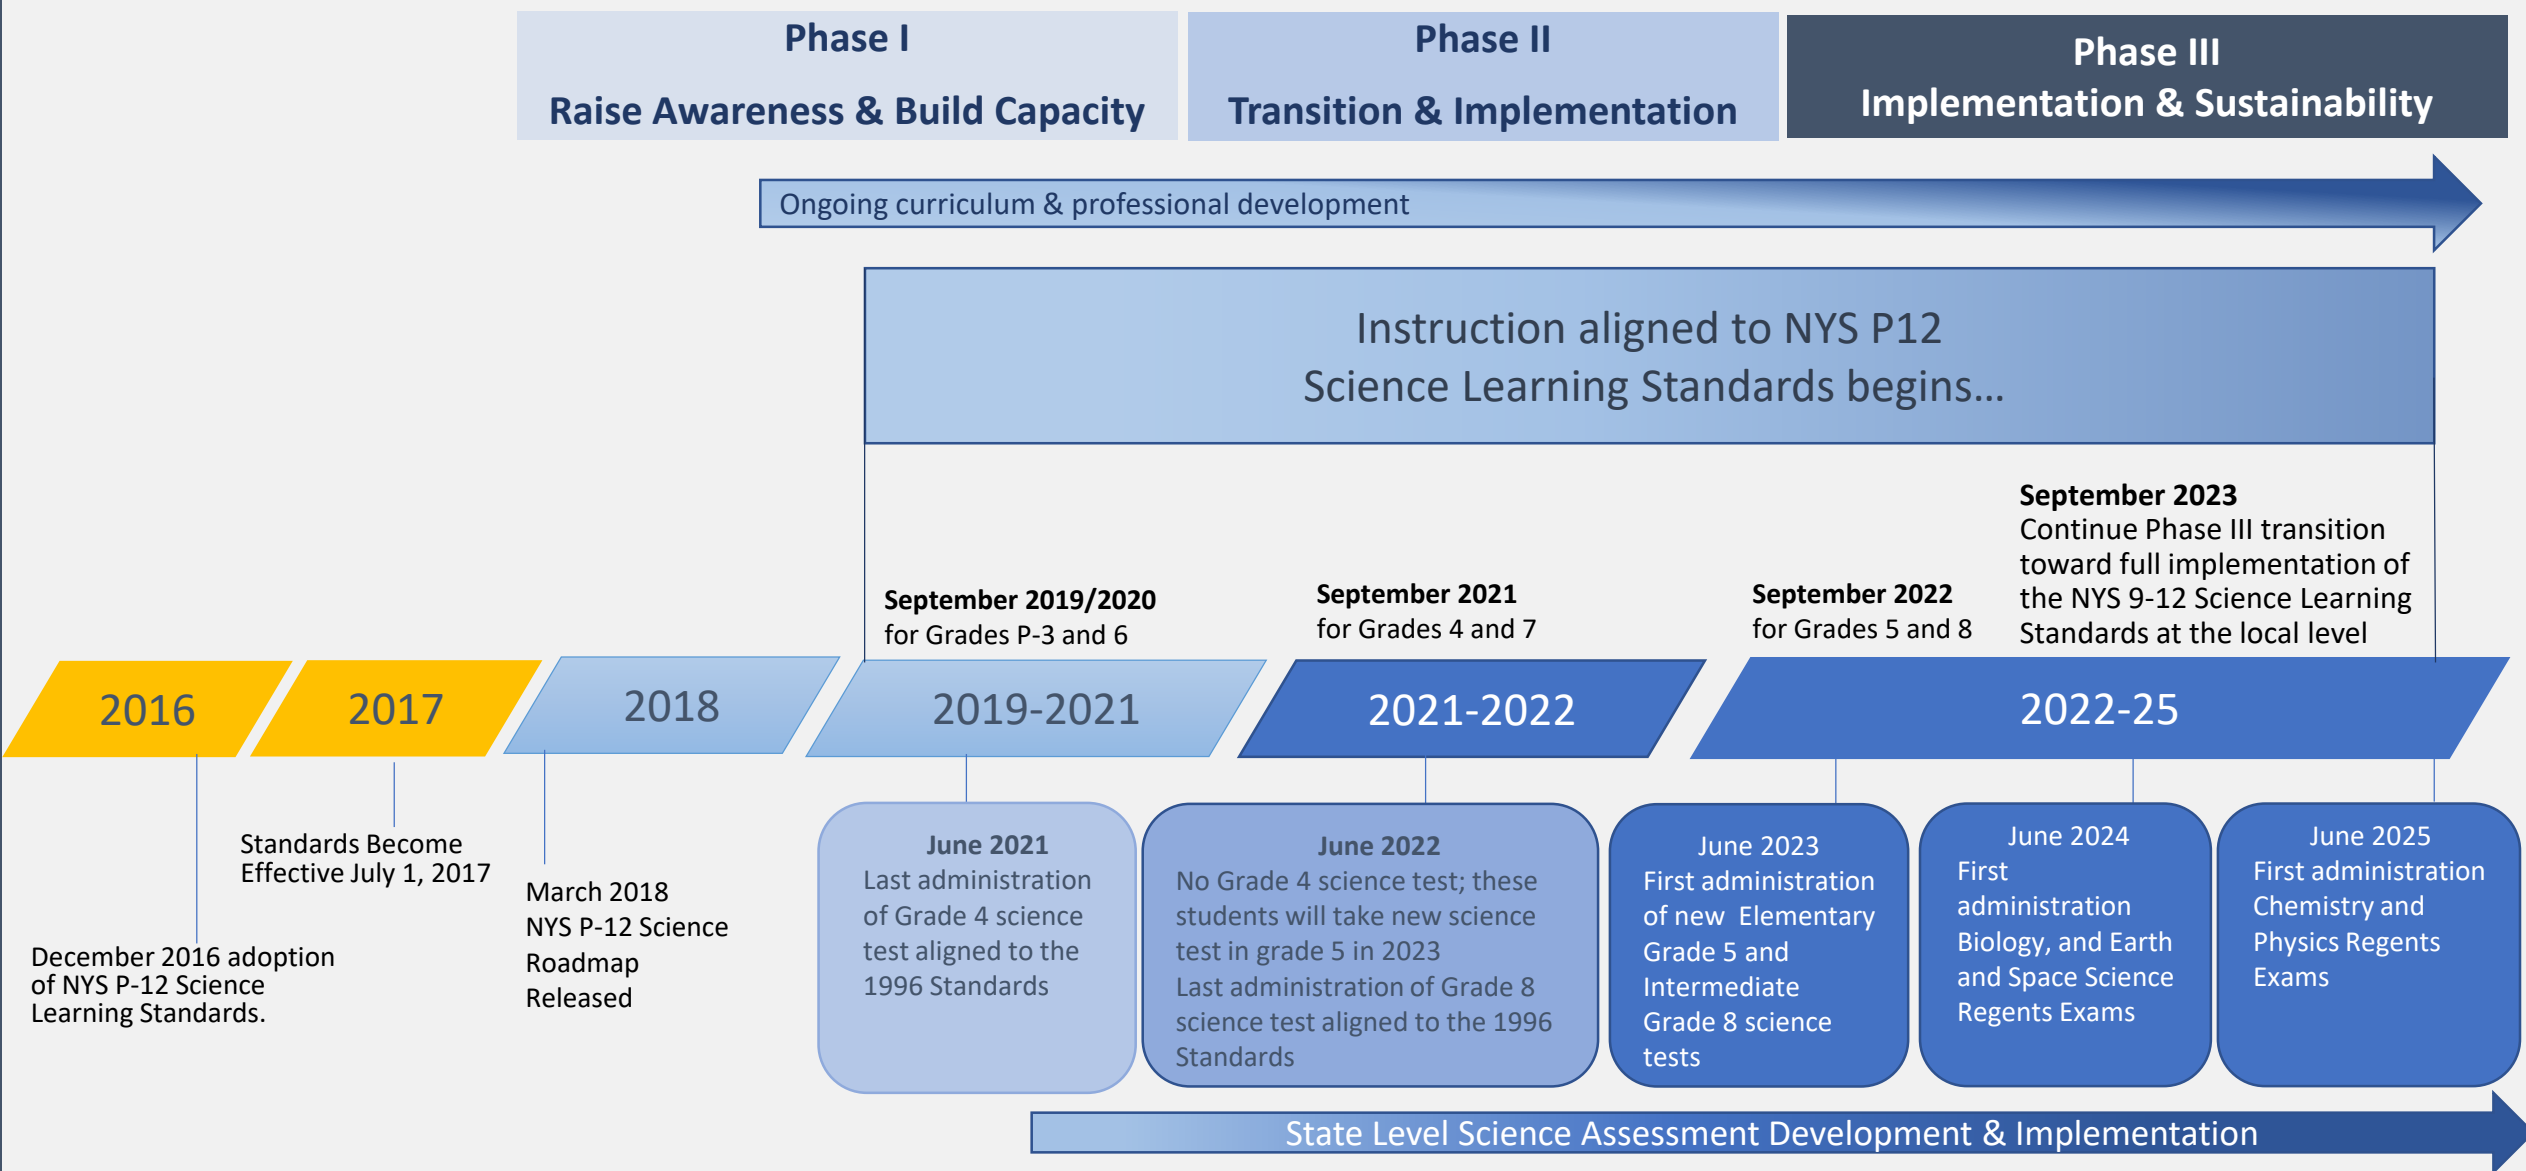 Phase I
Raise Awareness & Build Capacity
Phase II
Transition & Implementation
Phase III
Implementation & Sustainability
Ongoing curriculum & professional development
Instruction aligned to NYS P12
Science Learning Standards begins...
September 2019/2020
for Grades P-3 and 6
September 2021
for Grades 4 and 7
September 2022
for Grades 5 and 8
September 2023
Continue Phase III transition
toward full implementation of
the NYS 9-12 Science Learning
Standards at the local level
2016
2017
2018
2019-2021
2021-2022
2022-25
December 2016 adoption
of NYS P-12 Science
Learning Standards.
Standards Become
Effective July 1, 2017
March 2018
NYS P-12 Science
Roadmap
Released
June 2021
Last administration
of Grade 4 science
test aligned to the
1996 Standards
June 2022
No Grade 4 science test; these
students will take new science
test in grade 5 in 2023
Last administration of Grade 8
science test aligned to the 1996
Standards
June 2023
First administration
of new Elementary
Grade 5 and
Intermediate
Grade 8 science
tests
June 2024
First
administration
Biology, and Earth
and Space Science
Regents Exams
June 2025
First administration
Chemistry and
Physics Regents
Exams
State Level Science Assessment Development & Implementation